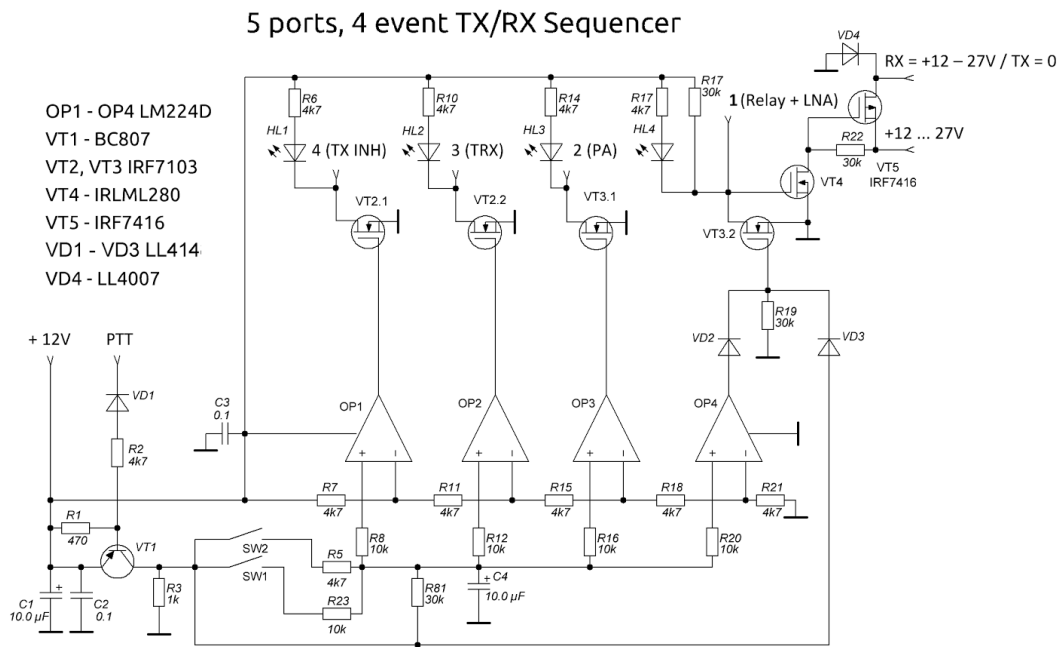 5 ports, 4 event TX/RX Sequencer
VD4
RX = +12 – 27V / TX = 0
OP1 - OP4 LM224D
VT1 - BC807
VT2, VT3 IRF7103
VT4 - IRLML280
VT5 - IRF7416
VD1 - VD3 LL414
VD4 - LL4007
R6
4k7
R10
4k7
R14
4k7
R17
4k7
R17
30k
HL1
HL2
HL3
HL4
4 (TX INH)
3 (TRX)
2 (PA)
1 (Relay + LNA)
+12 ... 27V
R22
30k
VT5
IRF7416
VT4
VT2.1
VT2.2
VT3.1
VT3.2
R19
30k
VD2
VD3
+ 12V
PTT
VD1
C3
0.1
R2
4k7
OP1
OP2
OP3
OP4
+
–
+
–
+
–
+
–
R7
4k7
R11
4k7
R15
4k7
R18
4k7
R21
4k7
R1
470
VT1
R8
10k
R12
10k
R16
10k
R20
10k
SW2
SW1
R5
4k7
R23
10k
R3
1k
R81
30k
+
C4
10.0 µF
+
C1
10.0 µF
C2
0.1